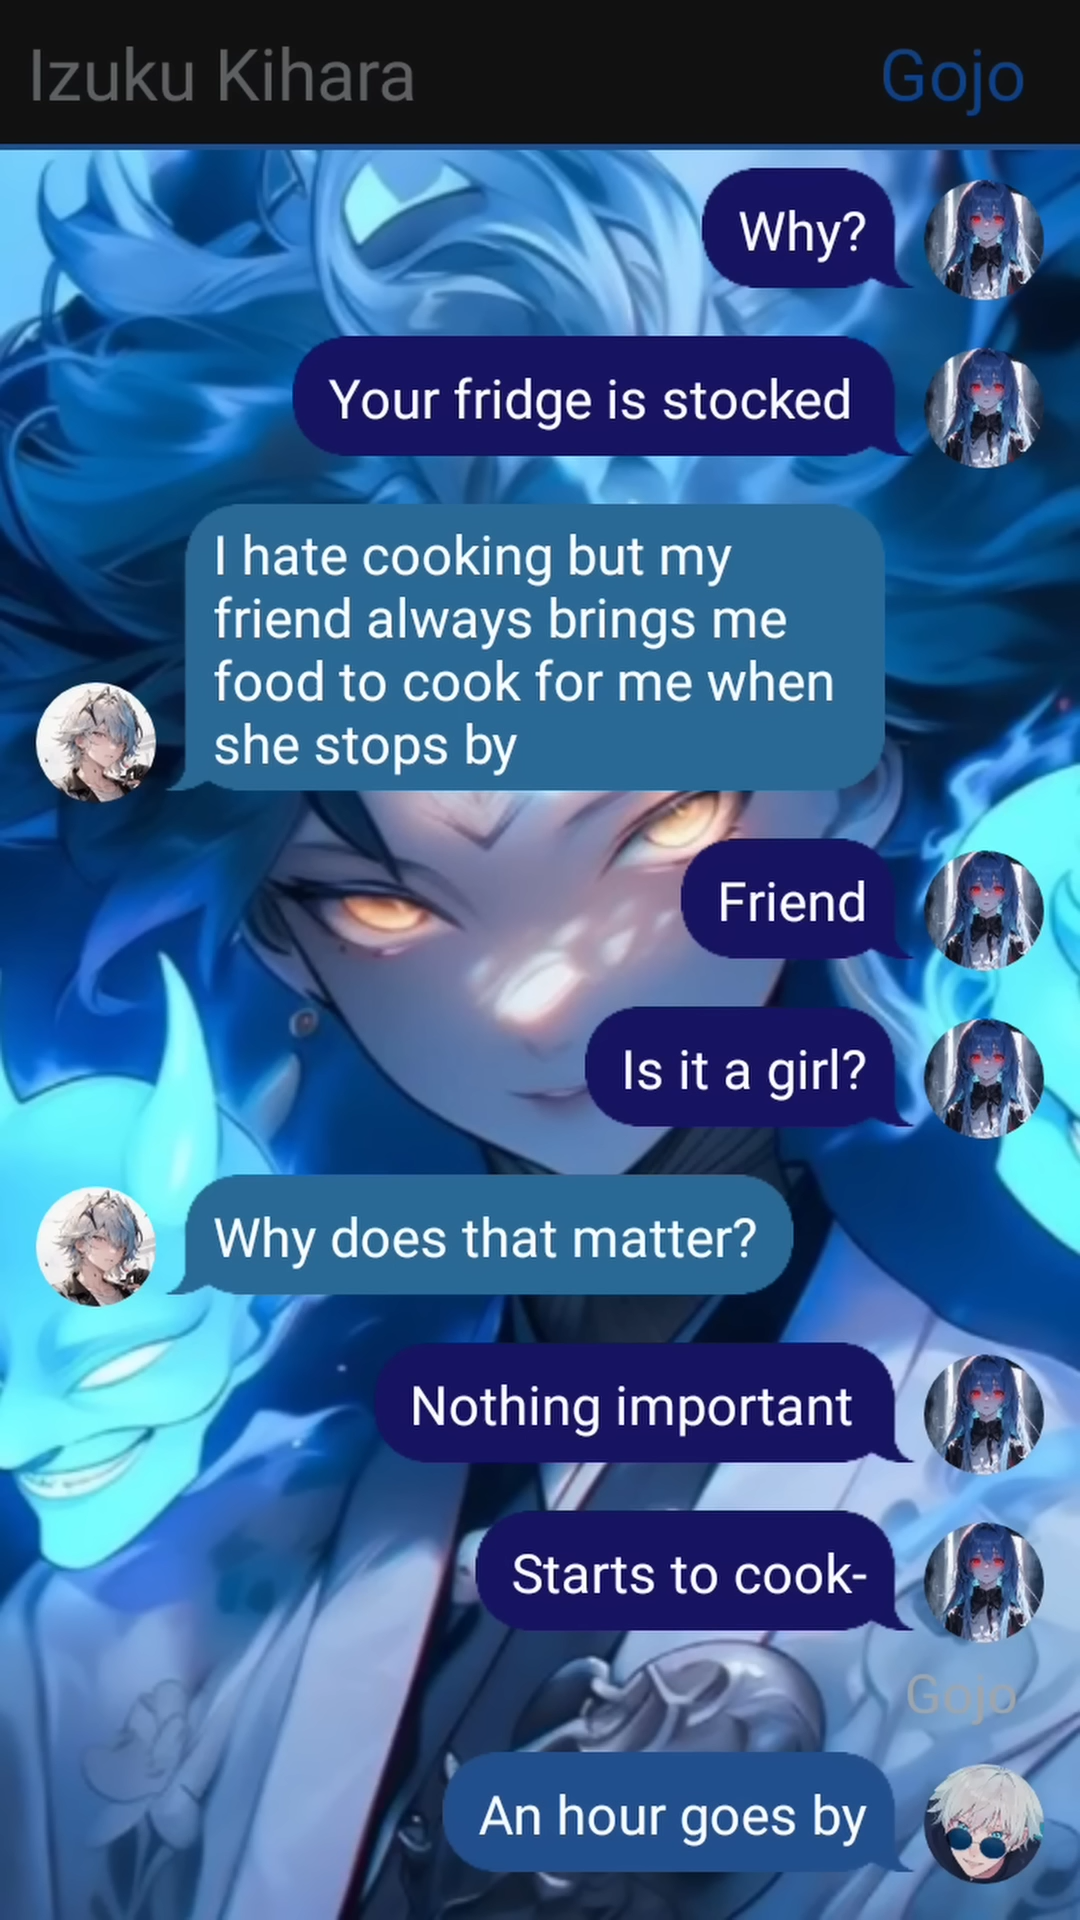 Izuku Kihara
Gojo
Why?
Your fridge is stocked
I hate cooking but my
friend always brings me
food to cook for me when
she stops by
Friend
Is it a girl?
Why does that matter?
Nothing important
Starts to cook-
Gojo
An hour goes by